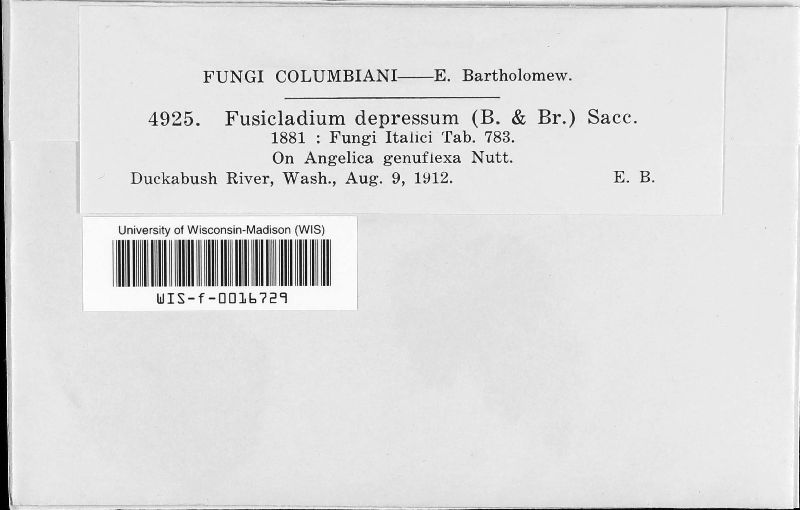 FUNGI COLUMBIANI——E. Bartholomew.
4925. Fusicladium depressum (B. & Br.) Sacc.
1881 : Fungi Italici Tab. 783.
On Angelica genuflexa Nutt.
Duckabush River, Wash., Aug. 9, 1912. E. B.
University of Wisconsin-Madison (WIS)
WIS-f-0016729